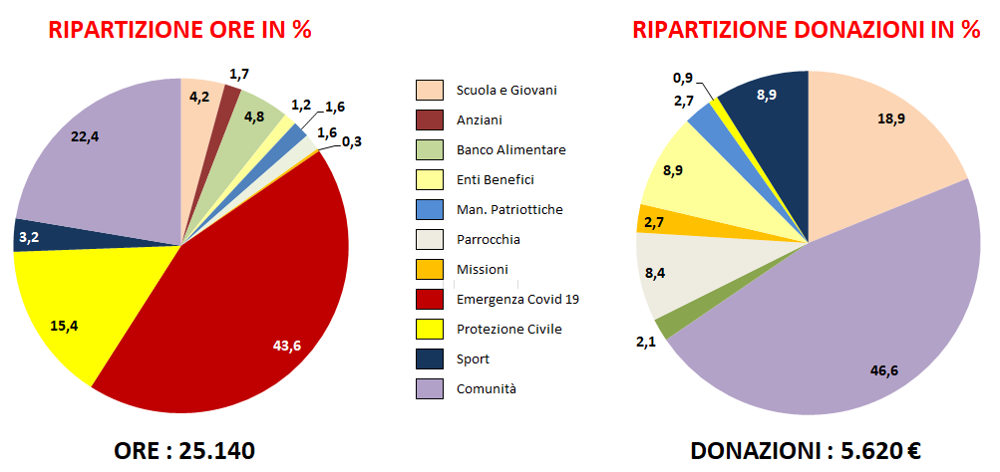 RIPARTIZIONE ORE IN %
RIPARTIZIONE DONAZIONI IN %
4,2
1,7
4,8
1,2
1,6
1,6
0,3
43,6
15,4
3,2
22,4
Scuola e Giovani
Anziani
Banco Alimentare
Enti Benefici
Man. Patriottiche
Parrocchia
Missioni
Emergenza Covid 19
Protezione Civile
Sport
Comunità
18,9
46,6
2,1
8,4
2,7
8,9
2,7
0,9
8,9
ORE : 25.140
DONAZIONI : 5.620 €